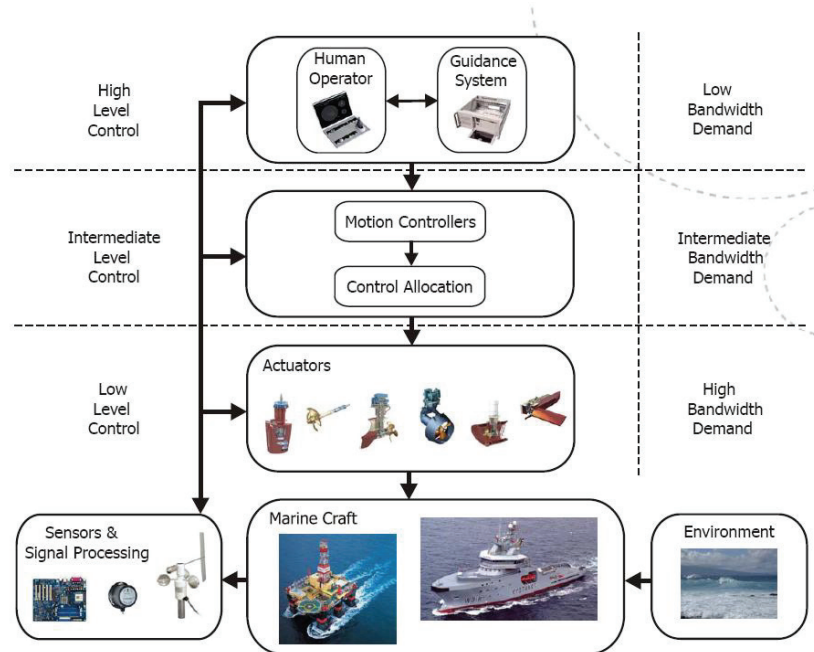 High
Level
Control
Human
Operator
Guidance
System
Low
Bandwidth
Demand
Intermediate
Level
Control
Motion Controllers
Control Allocation
Intermediate
Bandwidth
Demand
Low
Level
Control
Actuators
High
Bandwidth
Demand
Sensors &
Signal Processing
Marine Craft
Environment